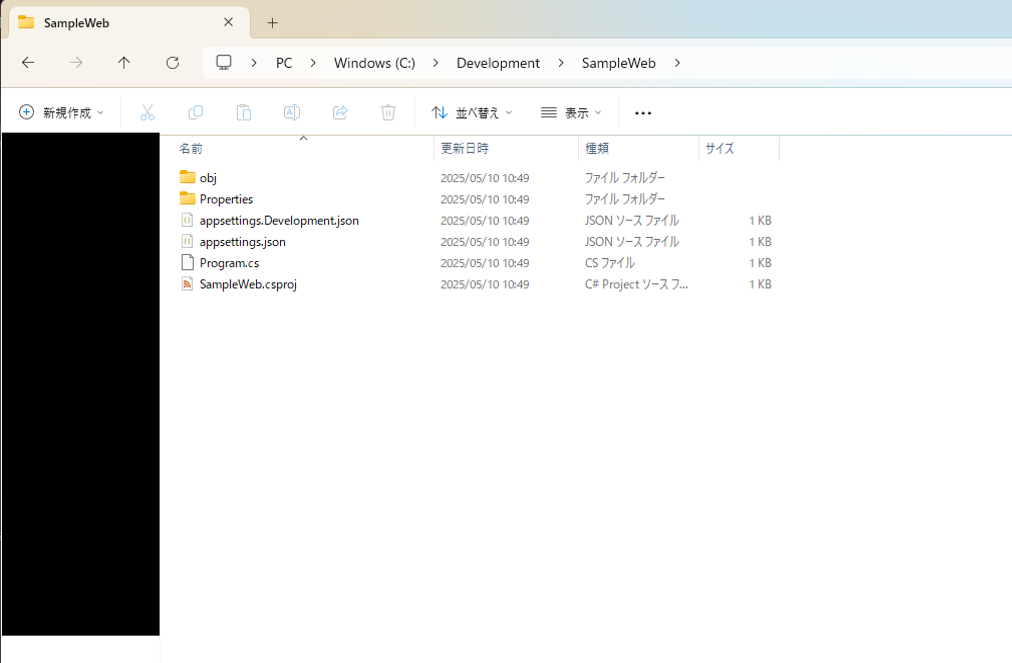 SampleWeb
PC > Windows (C:) > Development > SampleWeb >
新規作成 並べ替え 表示
名前 更新日時 種類 サイズ
obj 2025/05/10 10:49 ファイル フォルダー
Properties 2025/05/10 10:49 ファイル フォルダー
appsettings.Development.json 2025/05/10 10:49 JSON ソース ファイル 1 KB
appsettings.json 2025/05/10 10:49 JSON ソース ファイル 1 KB
Program.cs 2025/05/10 10:49 CS ファイル 1 KB
SampleWeb.csproj 2025/05/10 10:49 C# Project ソース フ... 1 KB